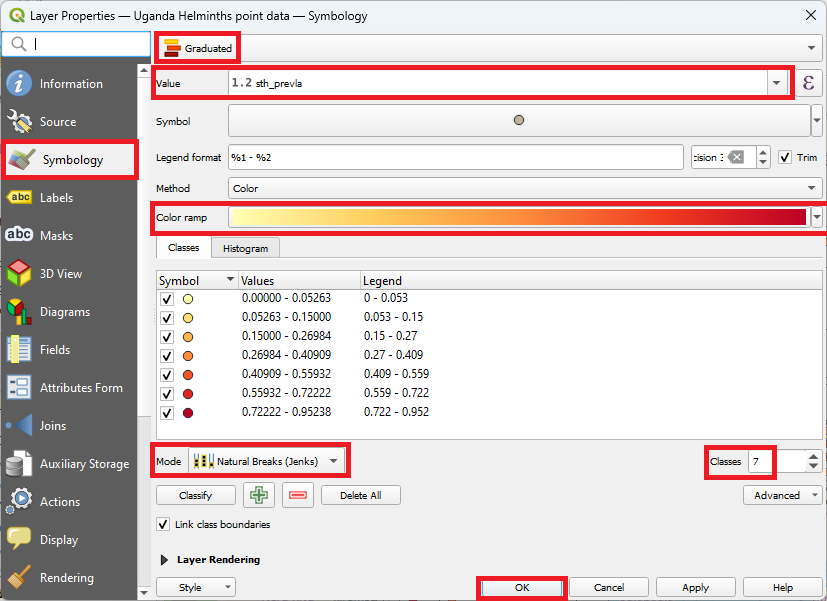 Layer Properties — Uganda Helminths point data — Symbology
Graduated
Information
Value 1.2 sth_prevla ε
Source
Symbol
Symbology
Legend format %1 - %2 cision 3 Trim
abc Labels
Method Color
abc Masks
Color ramp
Classes Histogram
3D View
Symbol Values Legend
0.00000 - 0.05263 0 - 0.053
Diagrams
0.05263 - 0.15000 0.053 - 0.15
0.15000 - 0.26984 0.15 - 0.27
Fields
0.26984 - 0.40909 0.27 - 0.409
0.40909 - 0.55932 0.409 - 0.559
Attributes Form
0.55932 - 0.72222 0.559 - 0.722
0.72222 - 0.95238 0.722 - 0.952
Joins
Mode Natural Breaks (Jenks) Classes 7
Auxiliary Storage
Classify Delete All Advanced
Actions
Link class boundaries
Display
Layer Rendering
Rendering
Style OK Cancel Apply Help